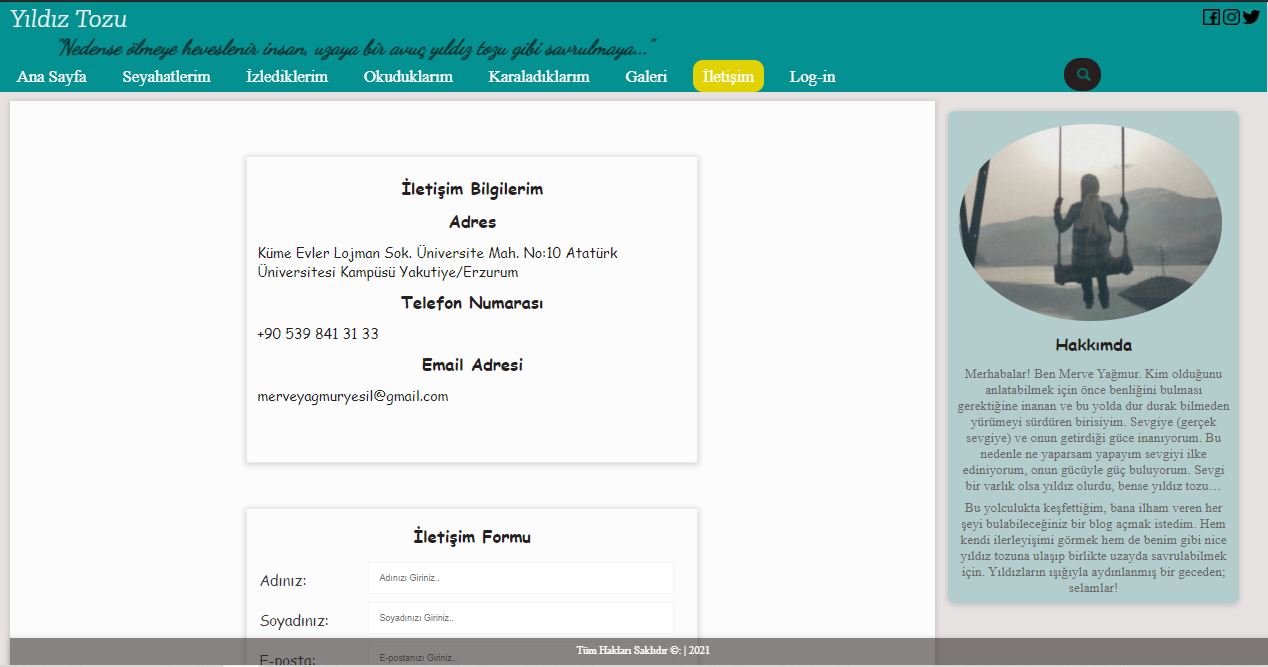 Yıldız Tozu
"Nedense ölmeye heveslenir insan, uzaya bir avuç yıldız tozu gibi savrulmaya..."
Ana Sayfa Seyahatlerim İzlediklerim Okuduklarım Karaladıklarım Galeri İletişim Log-in
İletişim Bilgilerim
Adres
Küme Evler Lojman Sok. Üniversite Mah. No:10 Atatürk
Üniversitesi Kampüsü Yakutiye/Erzurum
Telefon Numarası
+90 539 841 31 33
Email Adresi
merveyagmuryesil@gmail.com
İletişim Formu
Adınız: Adınızı Giriniz..
Soyadınız: Soyadınızı Giriniz..
E-posta: E-postanızı Giriniz..
Hakkımda
Merhabalar! Ben Merve Yağmur. Kim olduğunu
anlatabilmek için önce benliğini bulması
gerektiğine inanan ve bu yolda dur durak bilmeden
yürümeyi sürdüren birisiyim. Sevgiye (gerçek
sevgiye) ve onun getirdiği güce inanıyorum. Bu
nedenle ne yaparsam yapayım sevgiyi ilke
ediniyorum, onun gücüyle güç buluyorum. Sevgi
bir varlık olsa yıldız olurdu, bense yıldız tozu…
Bu yolculukta keşfettiğim, bana ilham veren her
şeyi bulabileceğiniz bir blog açmak istedim. Hem
kendi ilerleyişimi görmek hem de benim gibi nice
yıldız tozuna ulaşıp birlikte uzayda savrulabilmek
için. Yıldızların ışığıyla aydınlanmış bir geceden;
selamlar!
Tüm Hakları Saklıdır ©: | 2021